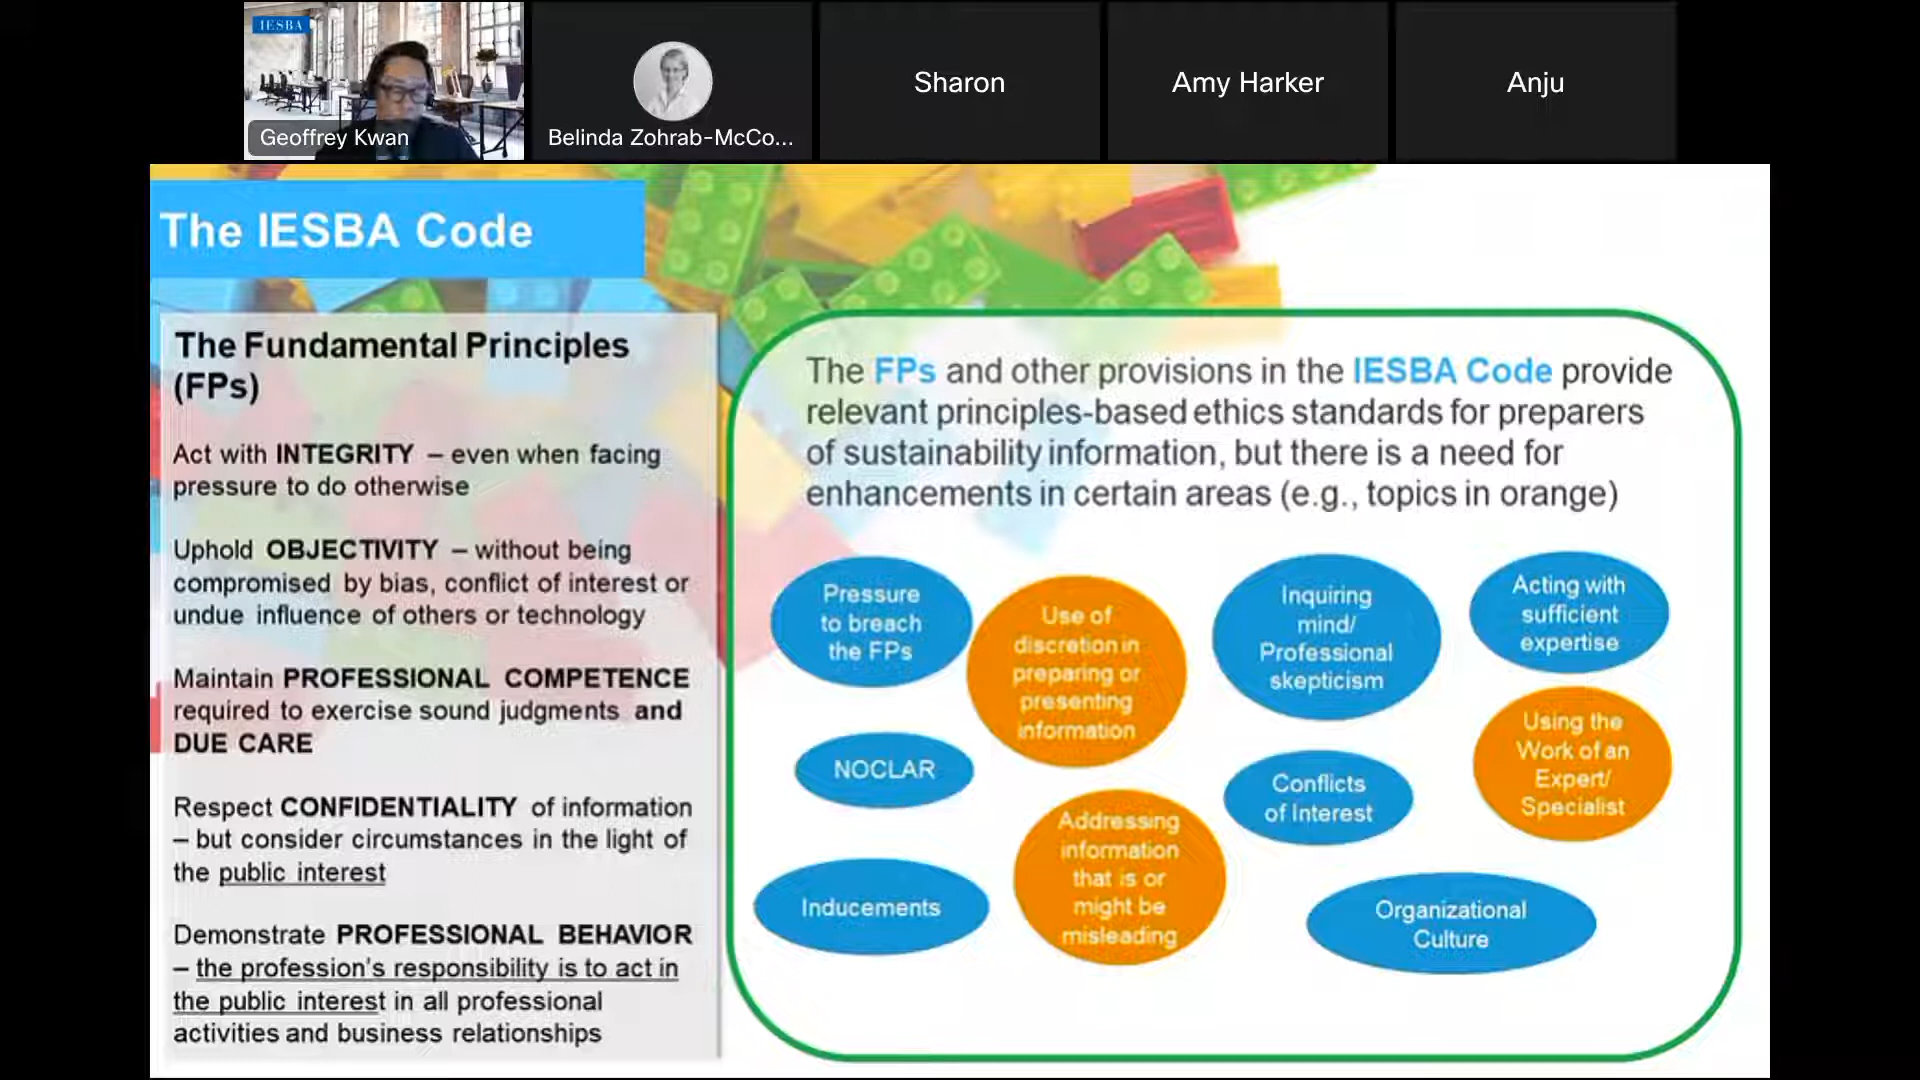 IESBA
Geoffrey Kwan
Belinda Zohrab-McCo...
Sharon
Amy Harker
Anju
The IESBA Code
The Fundamental Principles
(FPs)
Act with INTEGRITY – even when facing
pressure to do otherwise
Uphold OBJECTIVITY – without being
compromised by bias, conflict of interest or
undue influence of others or technology
Maintain PROFESSIONAL COMPETENCE
required to exercise sound judgments and
DUE CARE
Respect CONFIDENTIALITY of information
– but consider circumstances in the light of
the public interest
Demonstrate PROFESSIONAL BEHAVIOR
– the profession's responsibility is to act in
the public interest in all professional
activities and business relationships
The FPs and other provisions in the IESBA Code provide
relevant principles-based ethics standards for preparers
of sustainability information, but there is a need for
enhancements in certain areas (e.g., topics in orange)
Pressure
to breach
the FPs
Use of
discretion in
preparing or
presenting
information
Inquiring
mind/
Professional
skepticism
Acting with
sufficient
expertise
NOCLAR
Conflicts
of Interest
Using the
Work of an
Expert/
Specialist
Inducements
Addressing
information
that is or
might be
misleading
Organizational
Culture